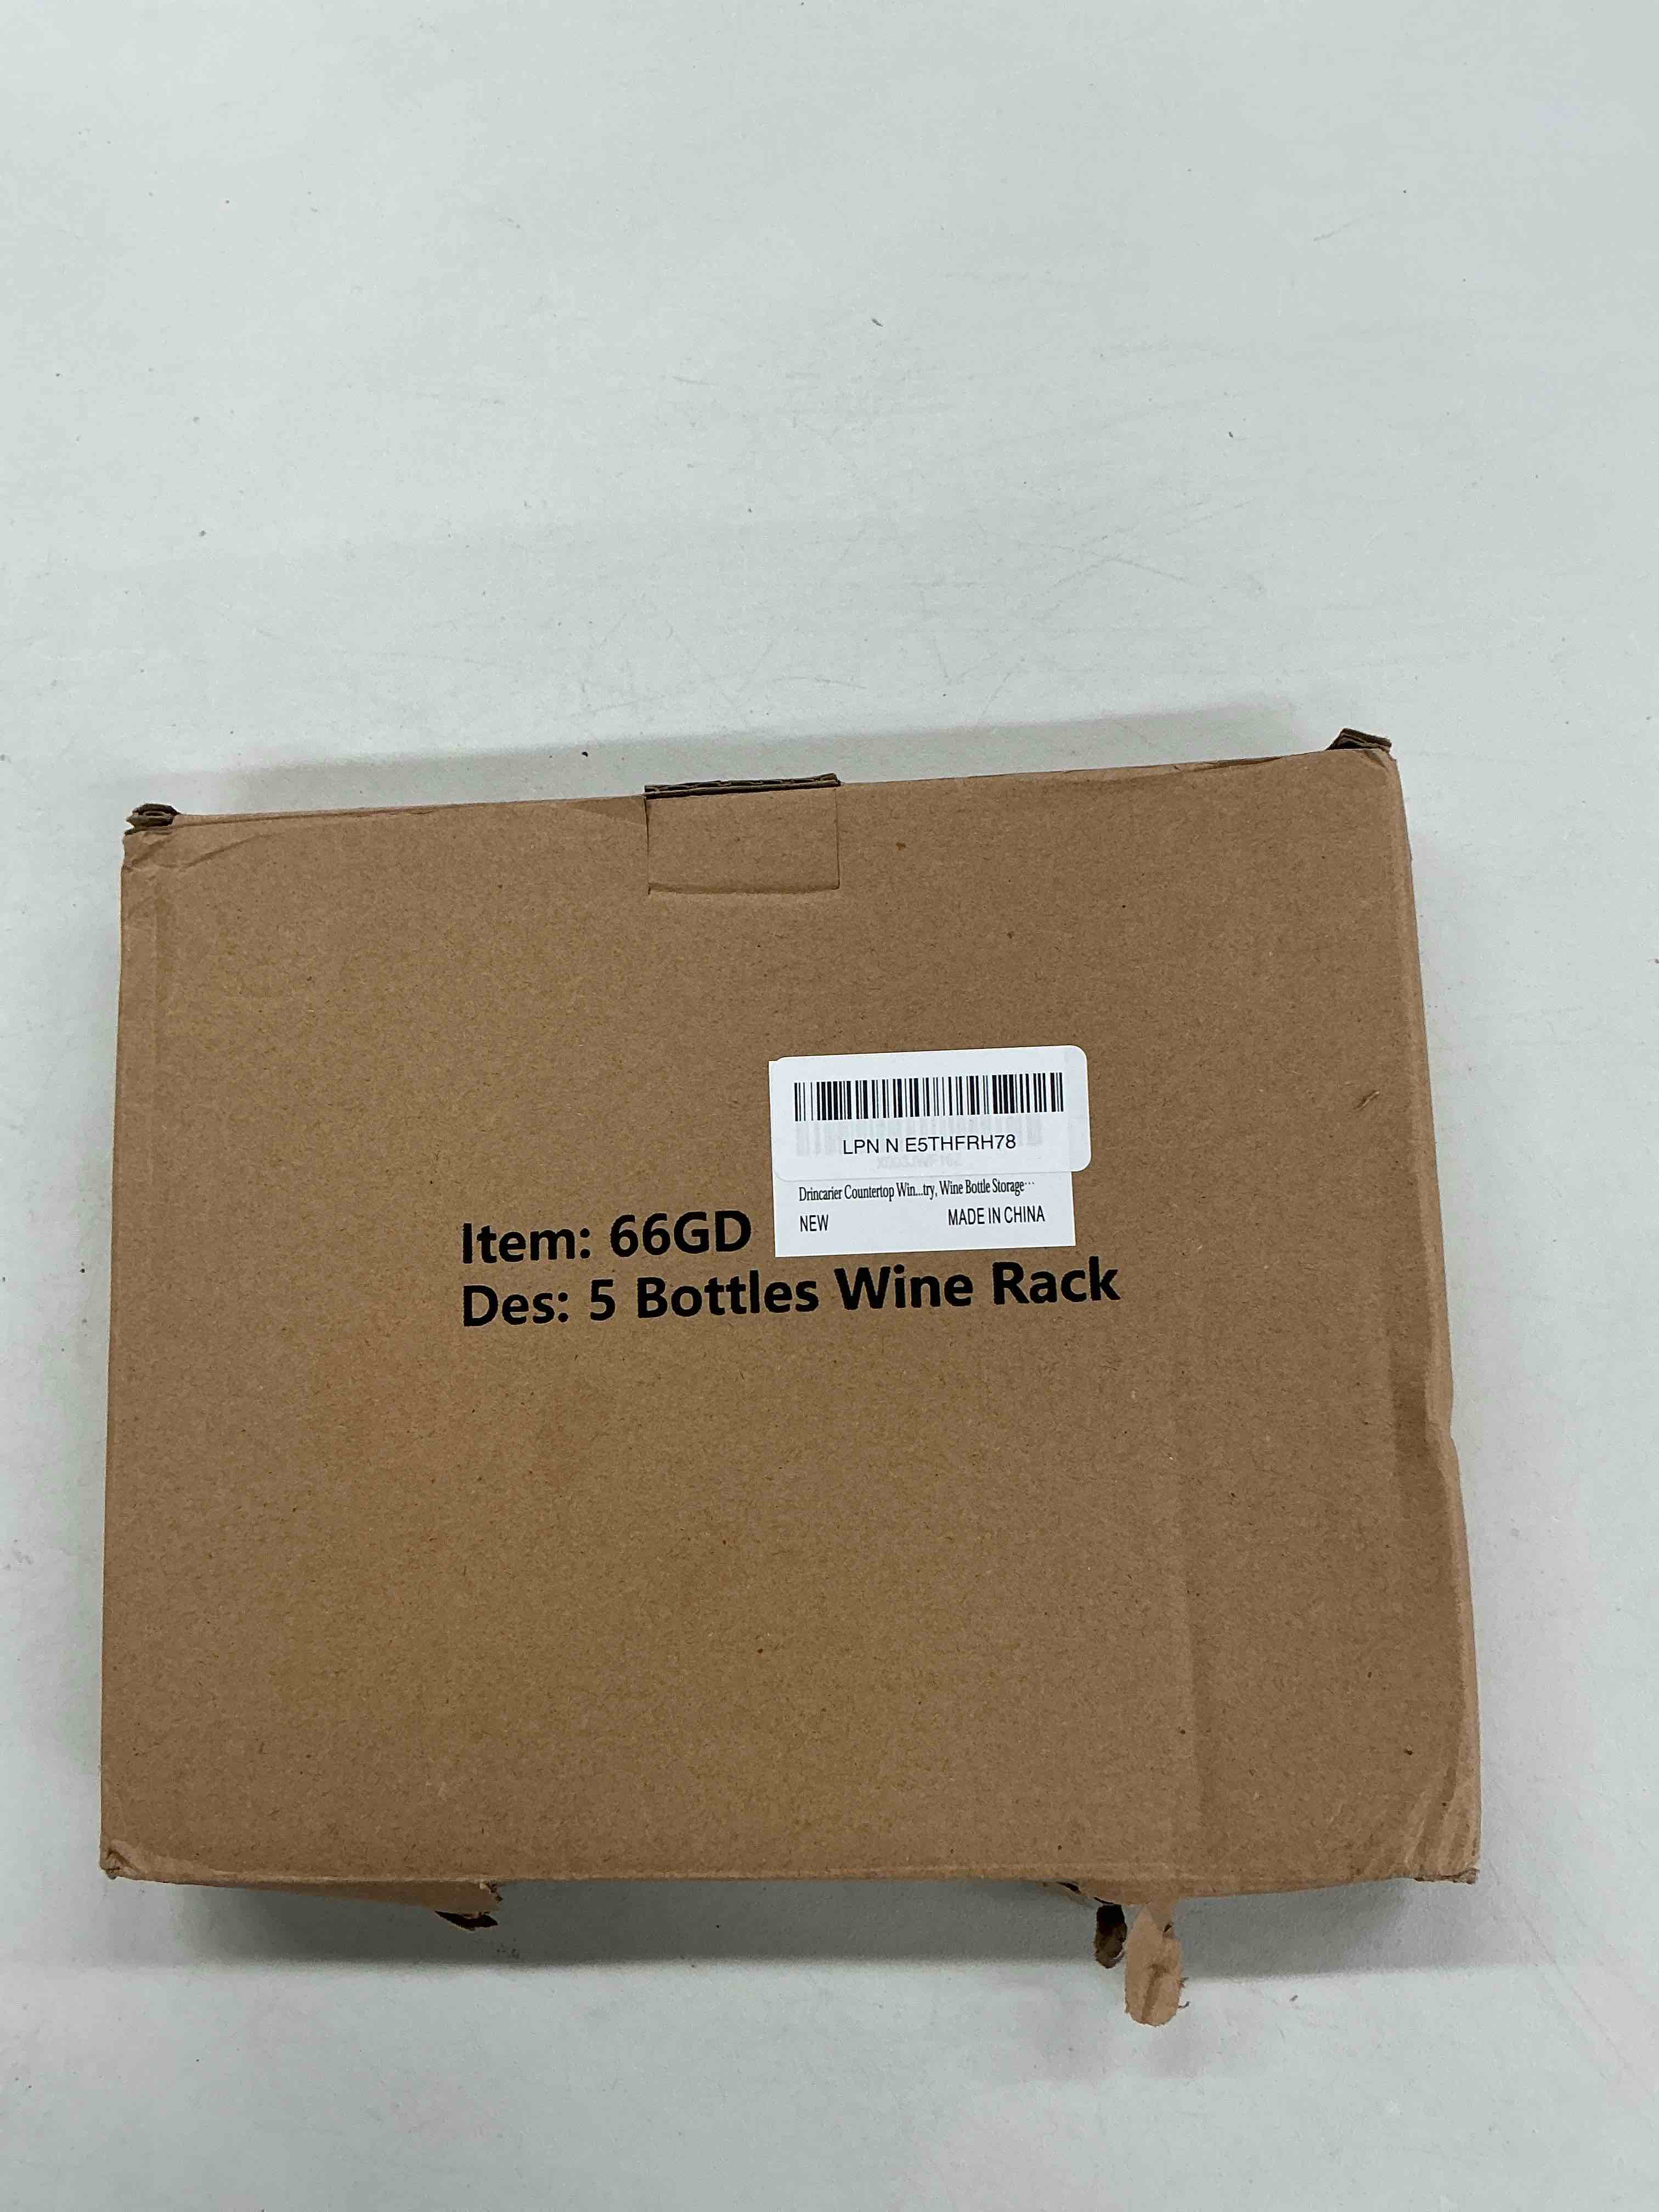 LPN N E5THFRH78
Drincarier Countertop Win...try, Wine Bottle Storage...
NEW MADE IN CHINA
Item: 66GD
Des: 5 Bottles Wine Rack